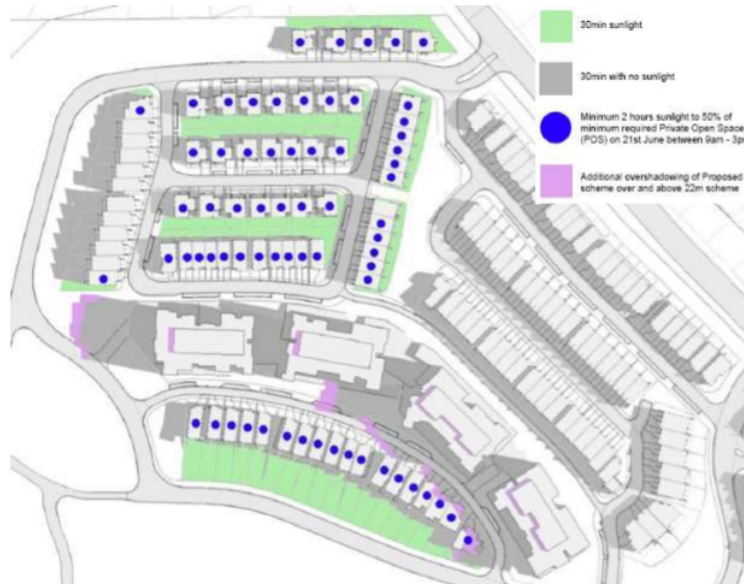 30min sunlight
30min with no sunlight
Minimum 2 hours sunlight to 50% of
minimum required Private Open Space
(POS) on 21st June between 9am - 3p
Additional overshadowing of Proposed
scheme over and above 22m scheme